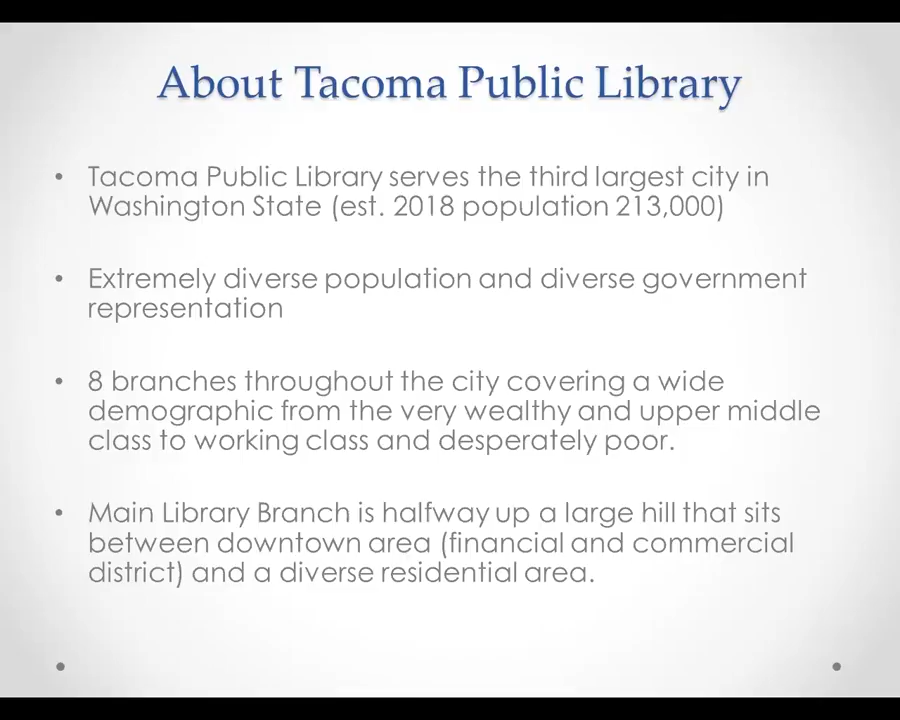 About Tacoma Public Library
• Tacoma Public Library serves the third largest city in
Washington State (est. 2018 population 213,000)
• Extremely diverse population and diverse government
representation
• 8 branches throughout the city covering a wide
demographic from the very wealthy and upper middle
class to working class and desperately poor.
• Main Library Branch is halfway up a large hill that sits
between downtown area (financial and commercial
district) and a diverse residential area.